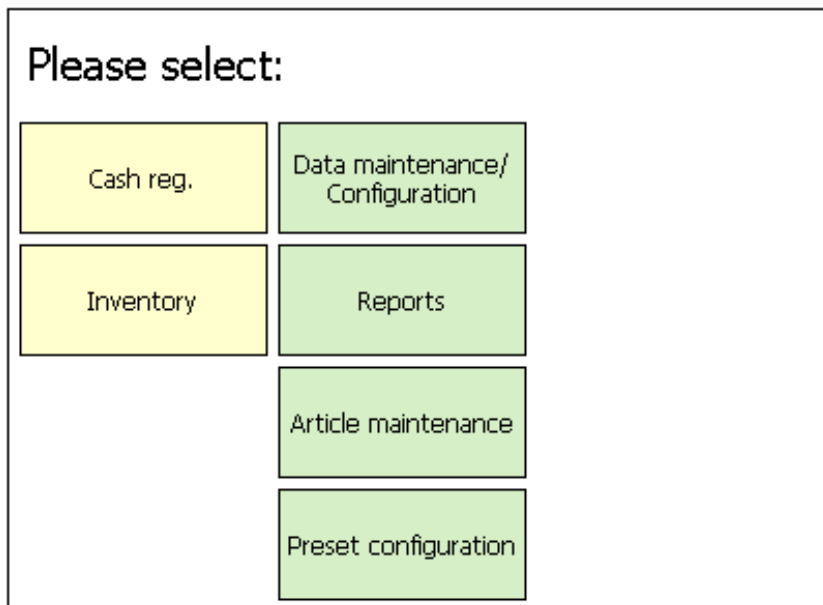 Please select:
Cash reg.
Data maintenance/
Configuration
Inventory
Reports
Article maintenance
Preset configuration